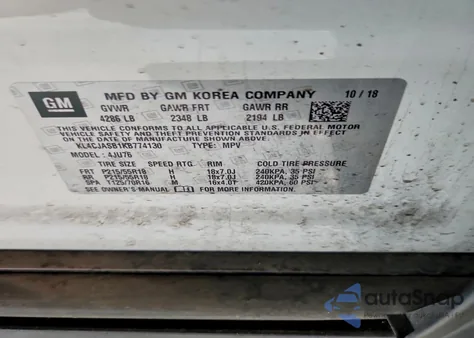 GM
MFD BY GM KOREA COMPANY 10/18
GVWR GAWR FRT GAWR RR
4286 LB 2348 LB 2194 LB
THIS VEHICLE CONFORMS TO ALL APPLICABLE U.S. FEDERAL MOTOR
VEHICLE SAFETY AND THEFT PREVENTION STANDARDS
IN EFFECT ON THE DATE OF MANUFACTURE SHOWN ABOVE.
KL4CJASB1KB774130 TYPE: MPV
MODEL: 4JU76
TIRE SIZE SPEED RTG RIM COLD TIRE PRESSURE
FRT P215/55R18 H 18x7.0J 240KPA, 35 PSI
RR P215/55R18 H 18x7.0J 240KPA, 35 PSI
SPA T125/70R16 M 16x4.0T 420KPA, 60 PSI
SEE OWNER'S MANUAL
autoSnap